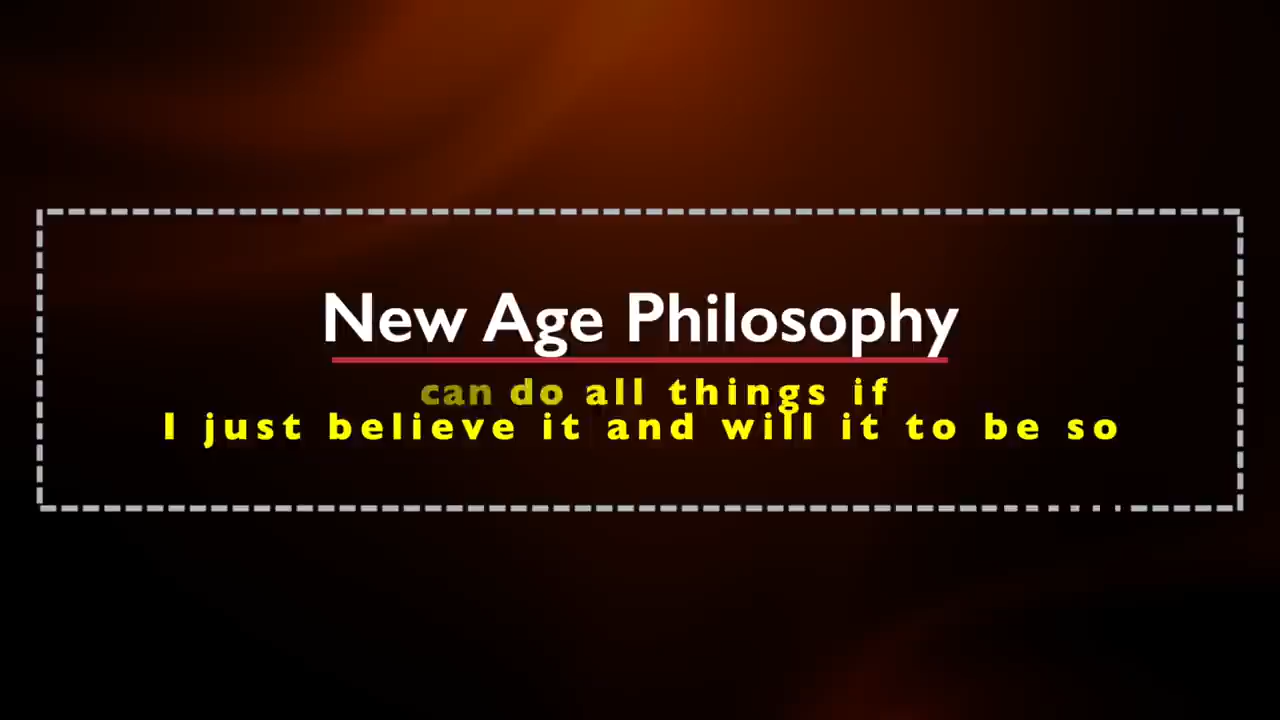 New Age Philosophy
can do all things if
I just believe it and will it to be so